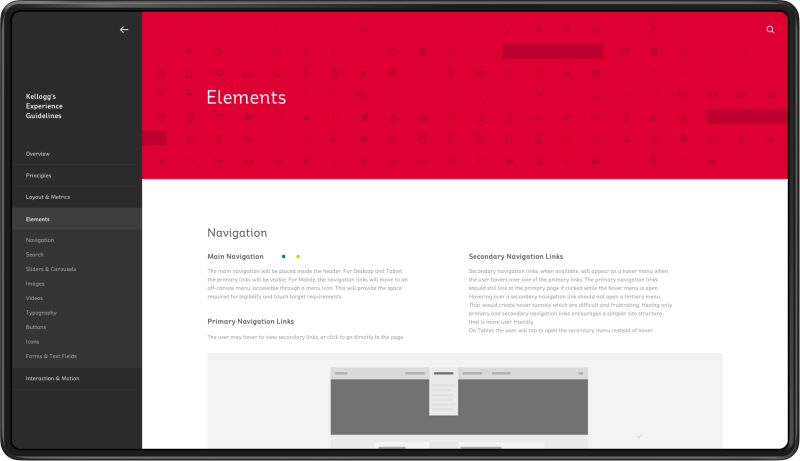 Kellogg's
Experience
Guidelines
Overview
Principles
Layout & Metrics
Elements
Navigation
Search
Sliders & Carousels
Images
Videos
Typography
Buttons
Icons
Forms & Text Fields
Interaction & Motion
Elements
Navigation
Main Navigation
The main navigation will be placed inside the header. For Desktop and Tablet,
the primary links will be visible. For Mobile, the navigation links will move to an
off-canvas menu, accessible through a menu icon. This will provide the space
required for legibility and touch target requirements.
Primary Navigation Links
The user may hover to view secondary links, or click to go directly to the page.
Secondary Navigation Links
Secondary navigation links, when available, will appear as a hover menu when
the user hovers over one of the primary links. The primary navigation links
should still link to the primary page if clicked while the hover menu is open.
Hovering over a secondary navigation link should not open a tertiary menu.
That would create hover tunnels which are difficult and frustrating. Having only
primary and secondary navigation links encourages a simpler site structure
that is more user friendly.
On Tablet, the user will tap to open the secondary menu instead of hover.